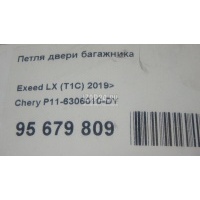 Петля двери багажника
Exeed LX (T1C) 2019>
Chery P11-6306010-DY
95 679 809